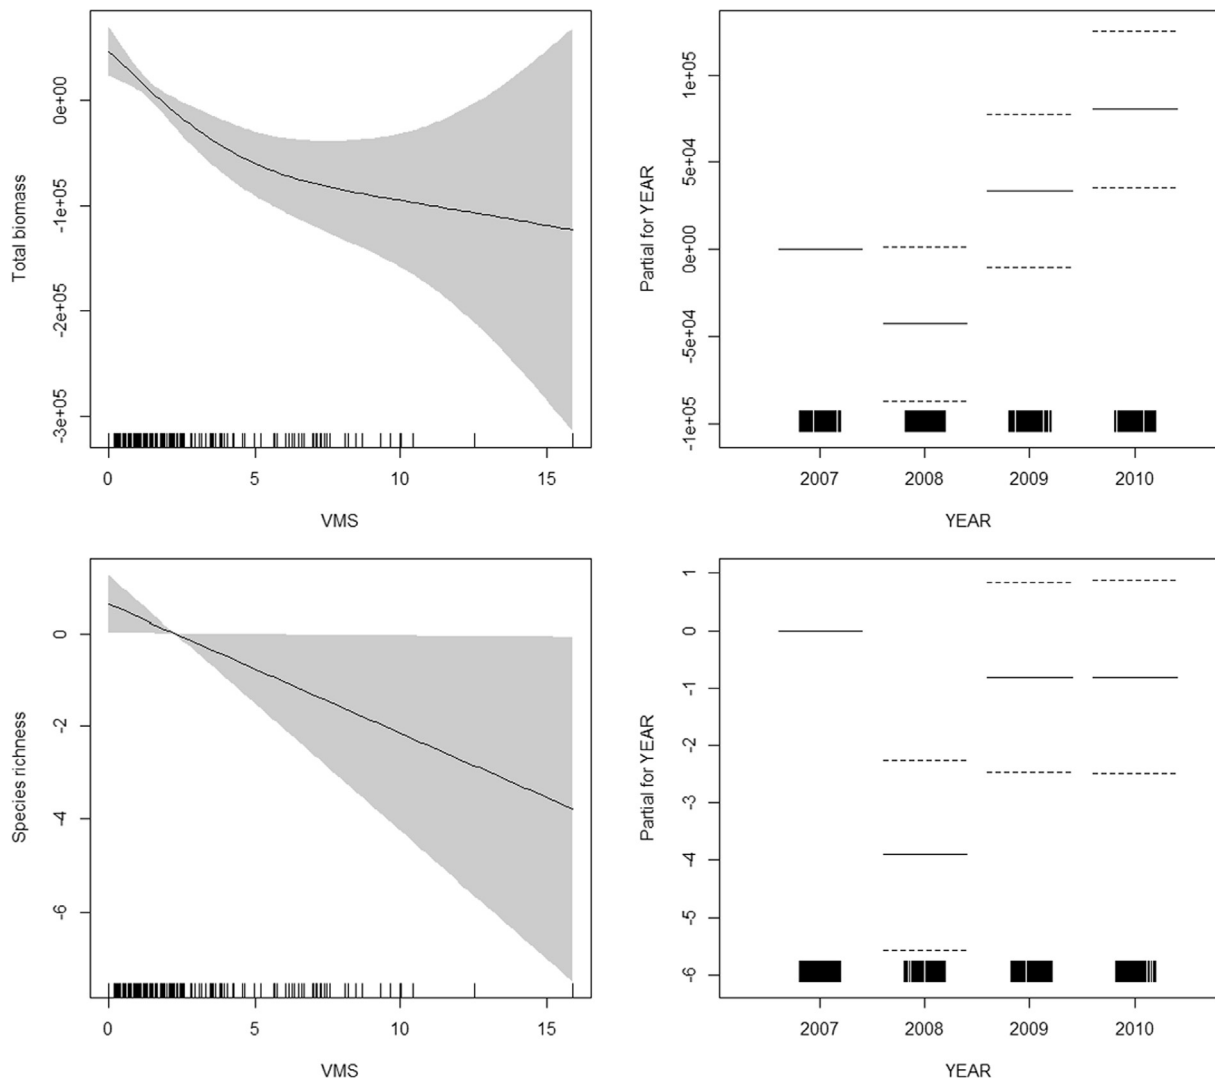 Total biomass
0e+00
-1e+05
-2e+05
-3e+05
0 5 10 15
VMS
Partial for YEAR
1e+05
5e+04
0e+00
-5e+04
-1e+05
2007 2008 2009 2010
YEAR
Species richness
0
-2
-4
-6
0 5 10 15
VMS
Partial for YEAR
1
0
-1
-2
-3
-4
-5
-6
2007 2008 2009 2010
YEAR